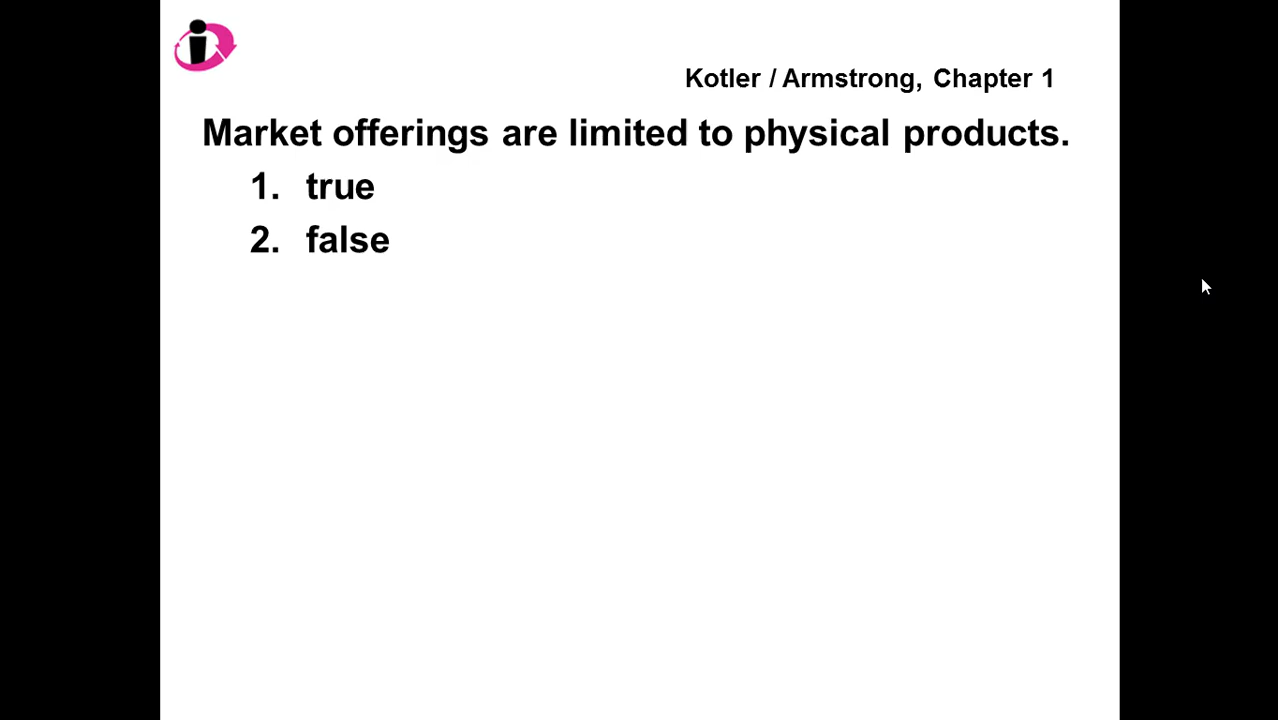 Kotler / Armstrong, Chapter 1
Market offerings are limited to physical products.
1. true
2. false